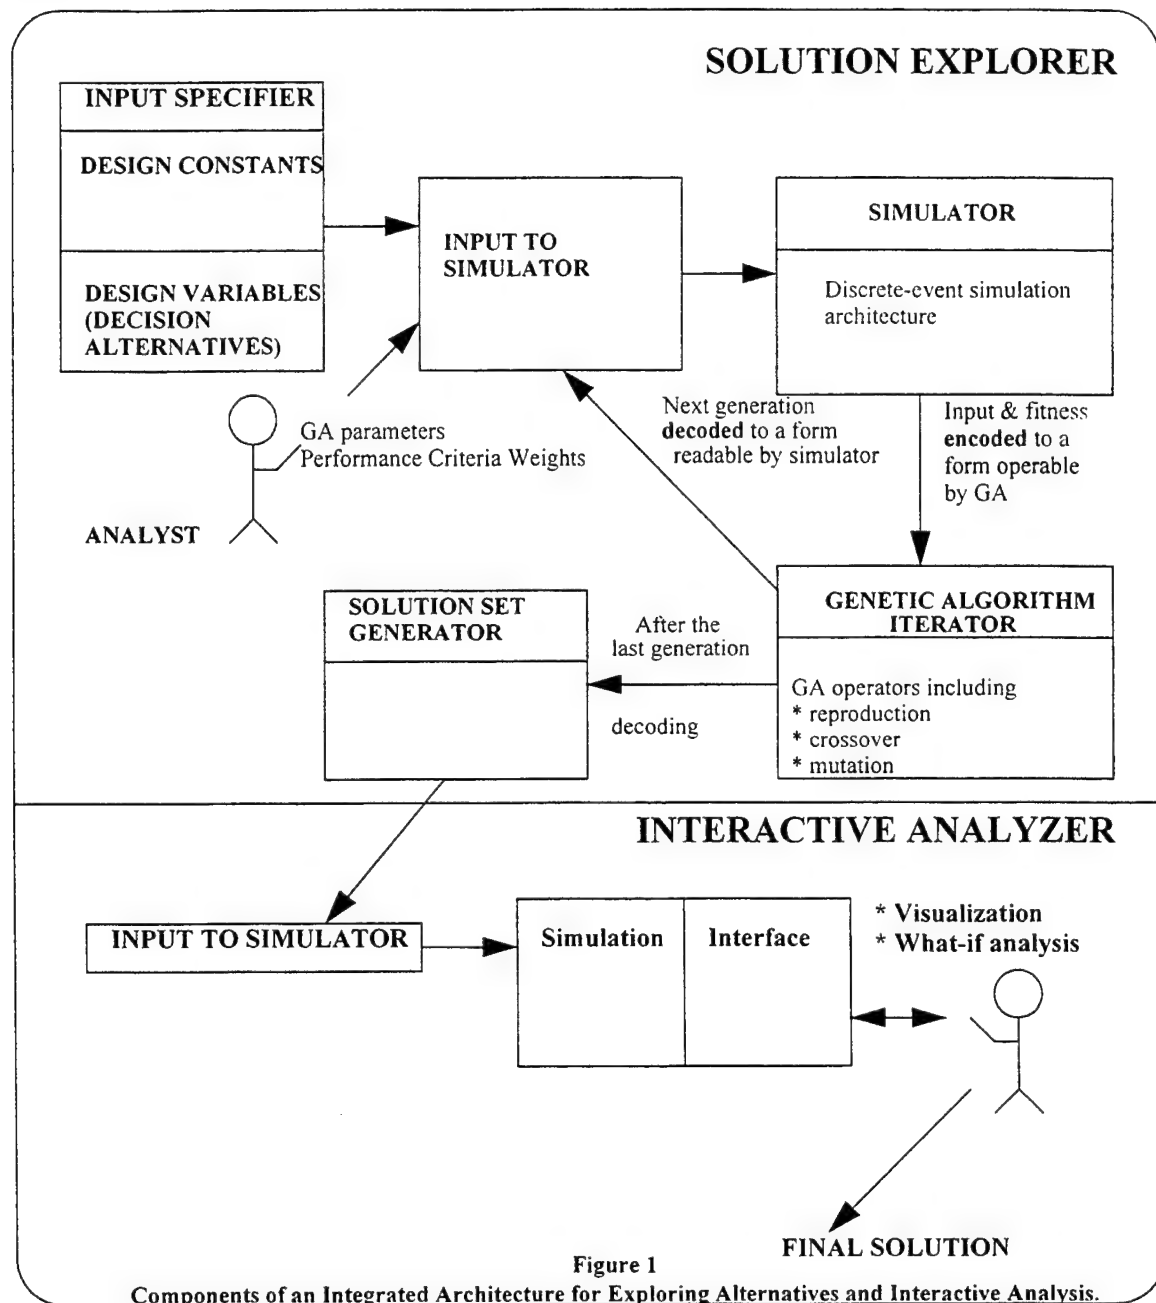 SOLUTION EXPLORER
INPUT SPECIFIER
DESIGN CONSTANTS
DESIGN VARIABLES
(DECISION
ALTERNATIVES)
INPUT TO
SIMULATOR
SIMULATOR
Discrete-event simulation
architecture
GA parameters
Performance Criteria Weights
ANALYST
Next generation
decoded to a form
readable by simulator
Input & fitness
encoded to a
form operable
by GA
GENETIC ALGORITHM
ITERATOR
GA operators including
* reproduction
* crossover
* mutation
After the
last generation
decoding
SOLUTION SET
GENERATOR
INTERACTIVE ANALYZER
INPUT TO SIMULATOR
Simulation
Interface
* Visualization
* What-if analysis
FINAL SOLUTION
Figure 1
Components of an Integrated Architecture for Exploring Alternatives and Interactive Analysis.